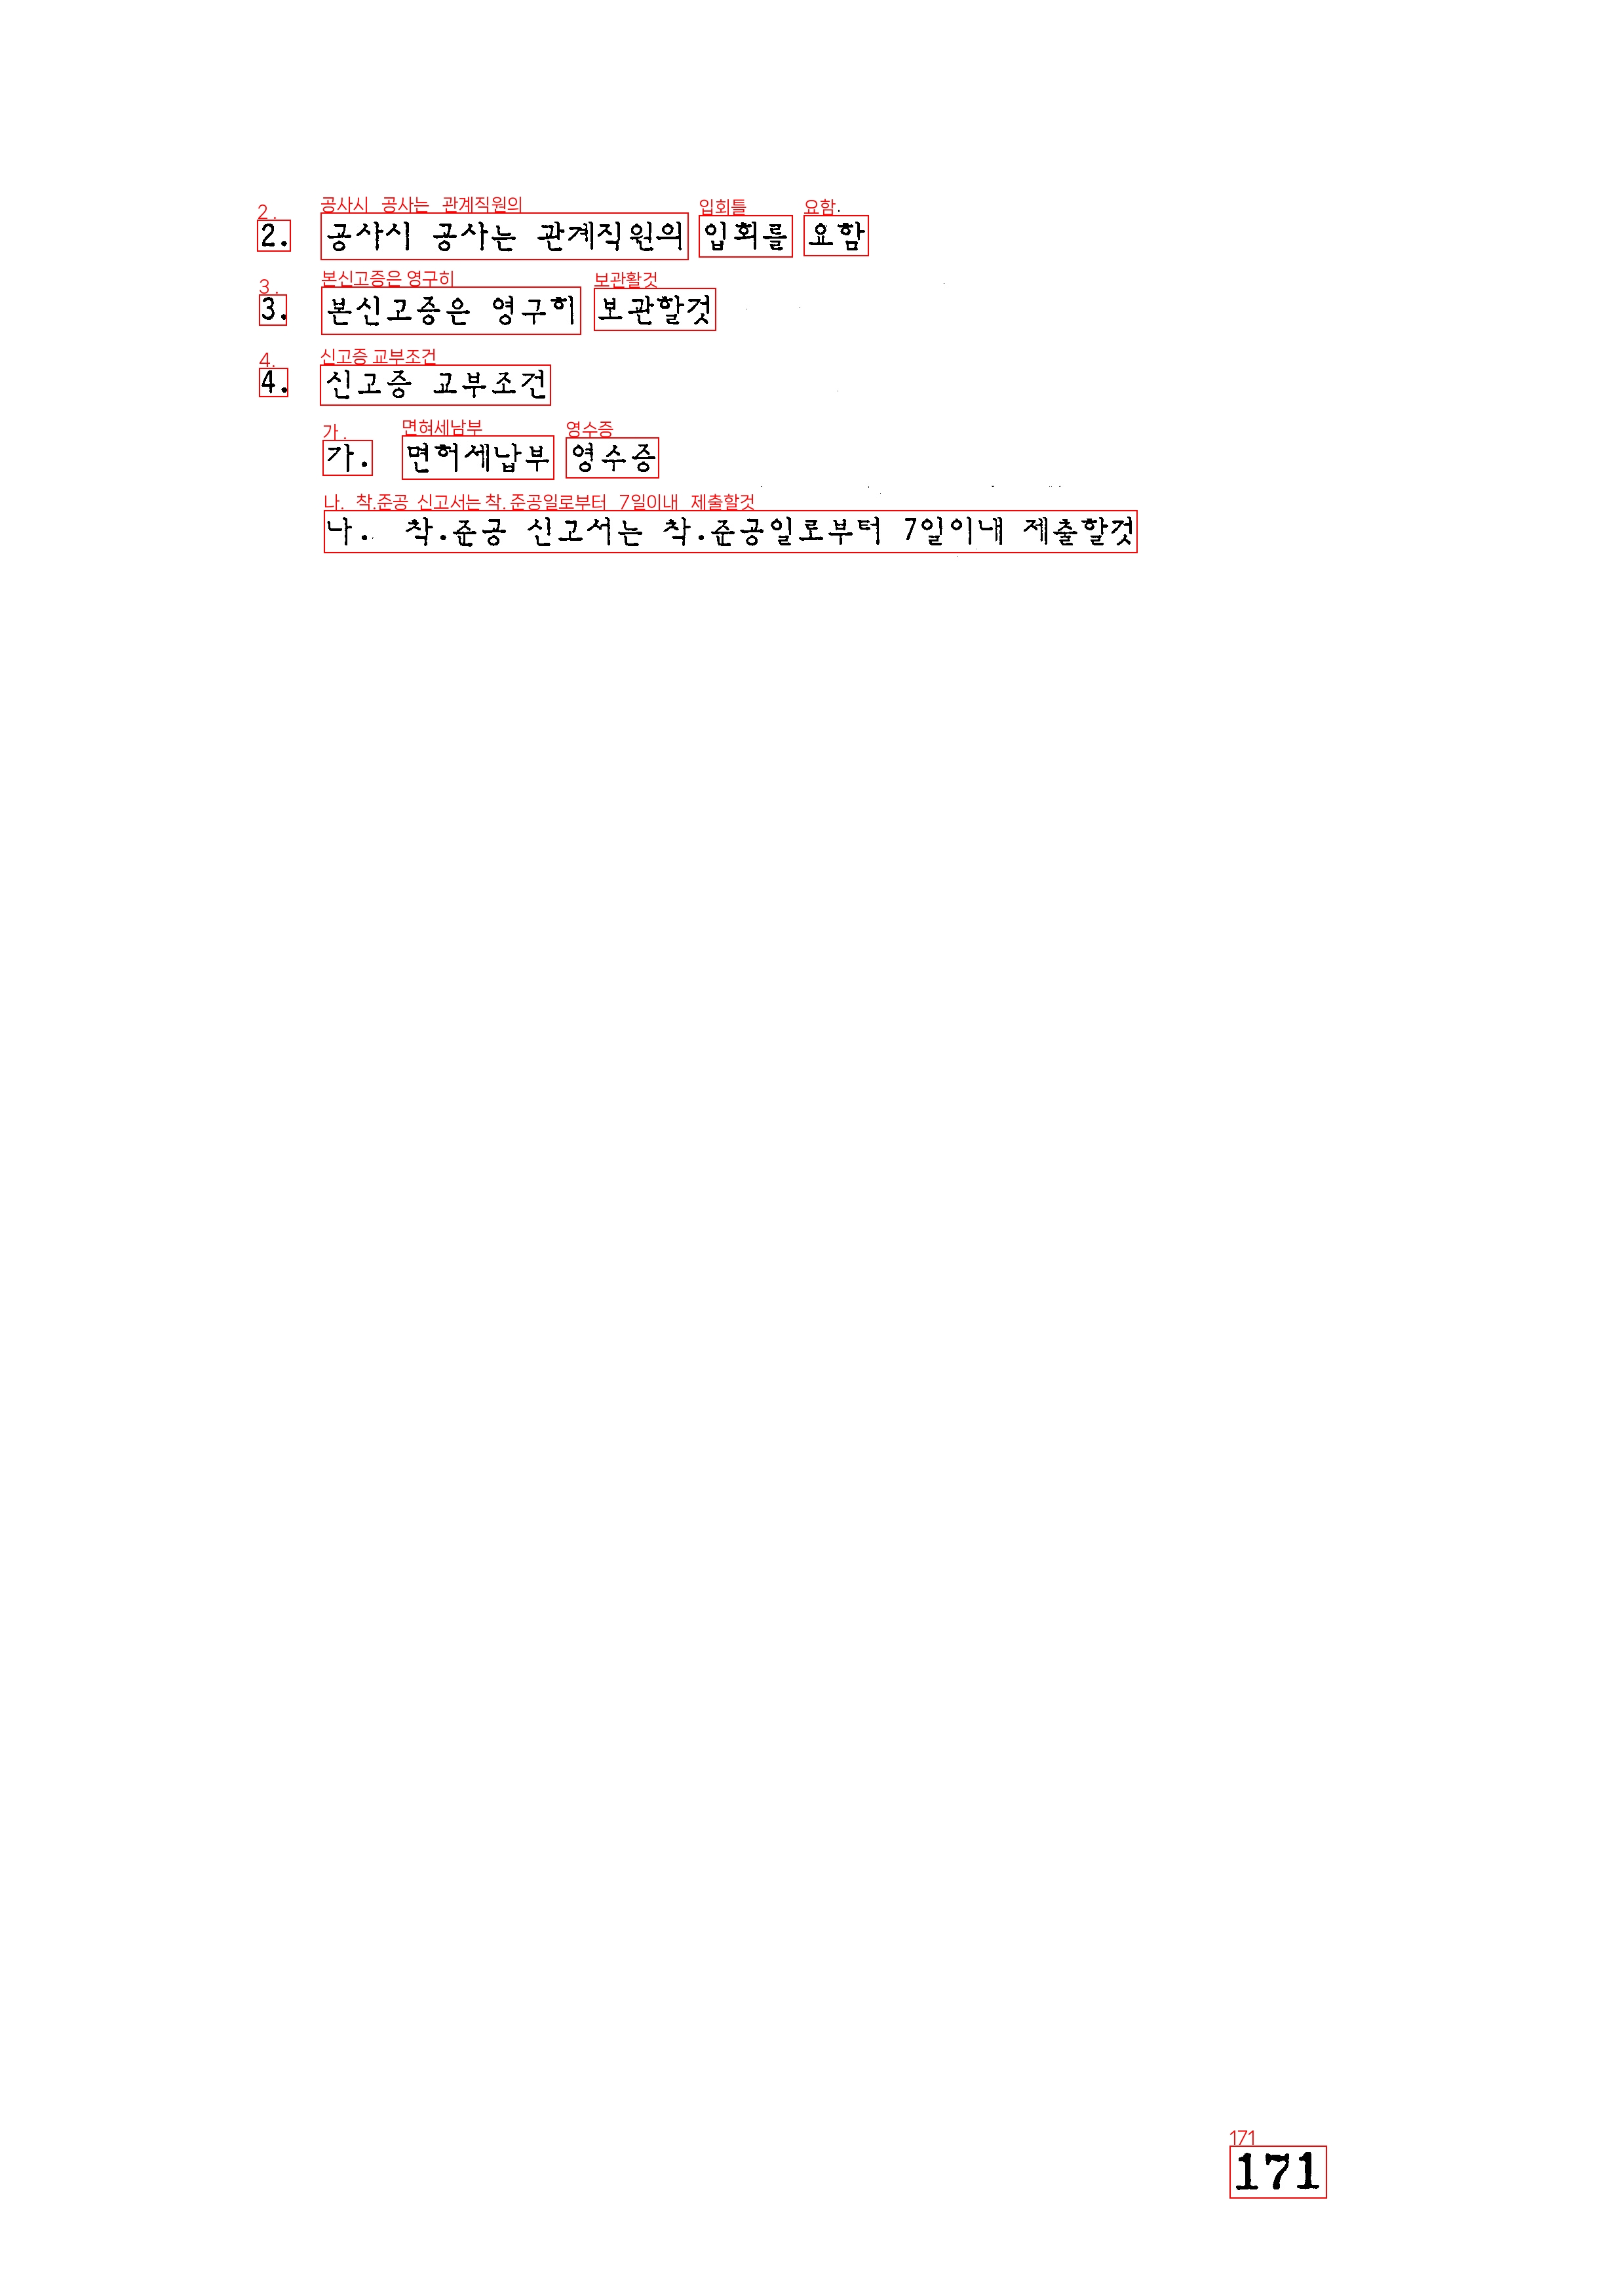 2. 공사시 공사는 관계직원의 입회틀 요함.
2. 공사시 공사는 관계직원의 입회를 요함
3. 본신고증은 영구히 보관활것
3. 본신고증은 영구히 보관할것
4. 신고증 교부조건
4. 신고증 교부조건
가. 면혀세남부 영수증
가. 면허세납부 영수증
나. 착.준공 신고서는 착. 준공일로부터 7일이내 제출할것
나. 착.준공 신고서는 착.준공일로부터 7일이내 제출할것
171
171